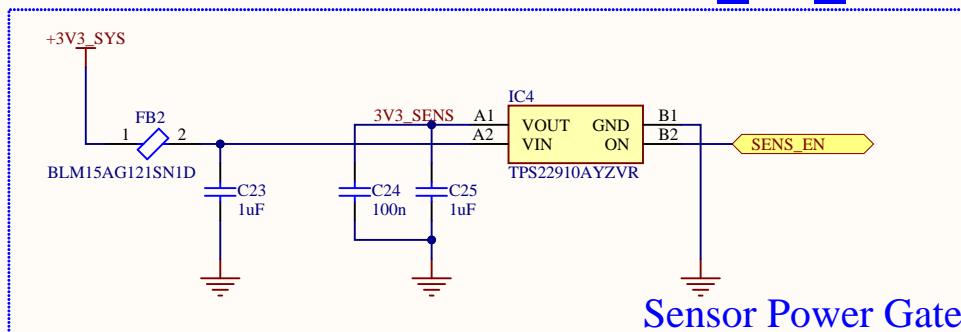 +3V3_SYS
FB2
1 2
BLM15AG121SN1D
C23
1uF
3V3_SENS
C24
100n
C25
1uF
IC4
A1 VOUT GND B1
A2 VIN ON B2
TPS22910AYZVR
SENS_EN
Sensor Power Gate